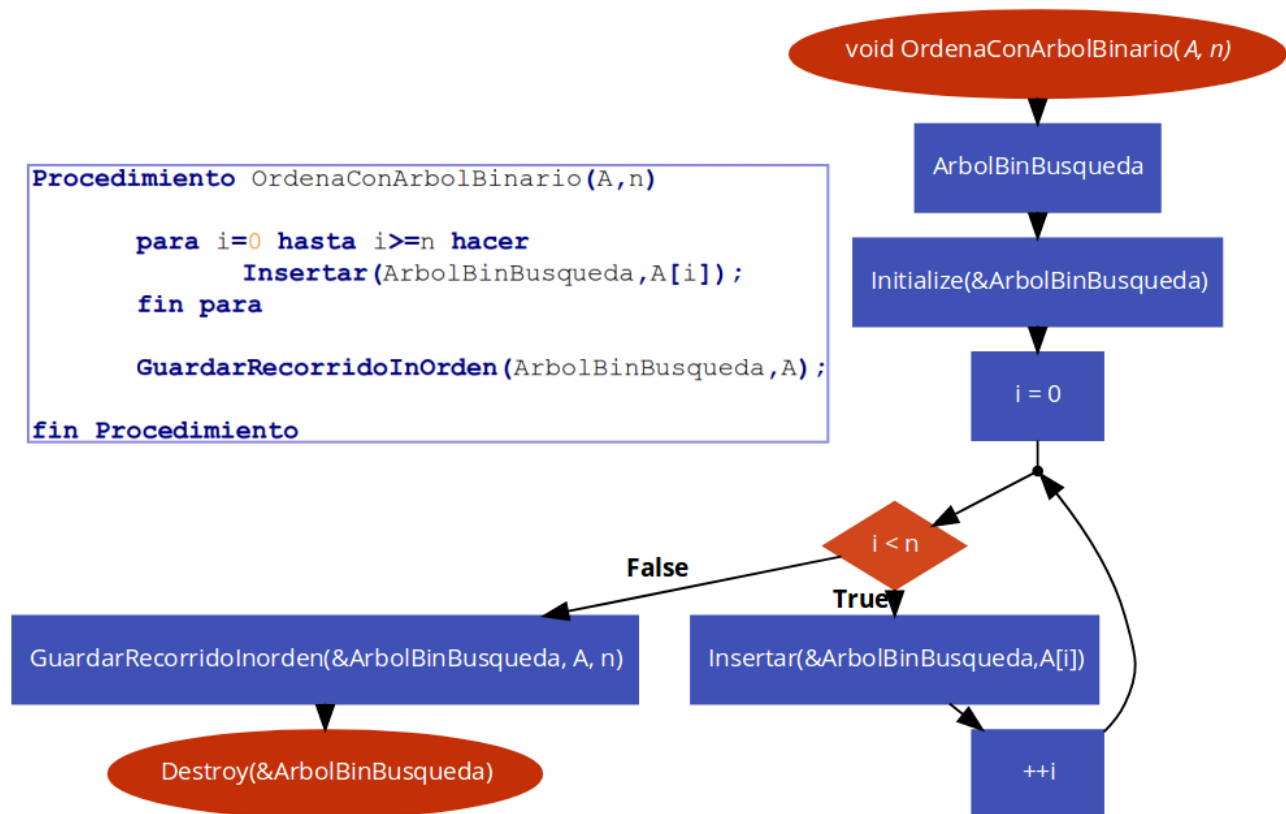 void OrdenaConArbolBinario( A, n)
ArbolBinBusqueda
Procedimiento OrdenaConArbolBinario(A,n)
para i=0 hasta i>=n hacer
Insertar(ArbolBinBusqueda,A[i]);
fin para
GuardarRecorridoInOrden(ArbolBinBusqueda,A);
fin Procedimiento
Initialize(&ArbolBinBusqueda)
i = 0
i < n
False
True
GuardarRecorridoInorden(&ArbolBinBusqueda, A, n)
Insertar(&ArbolBinBusqueda,A[i])
Destroy(&ArbolBinBusqueda)
++i